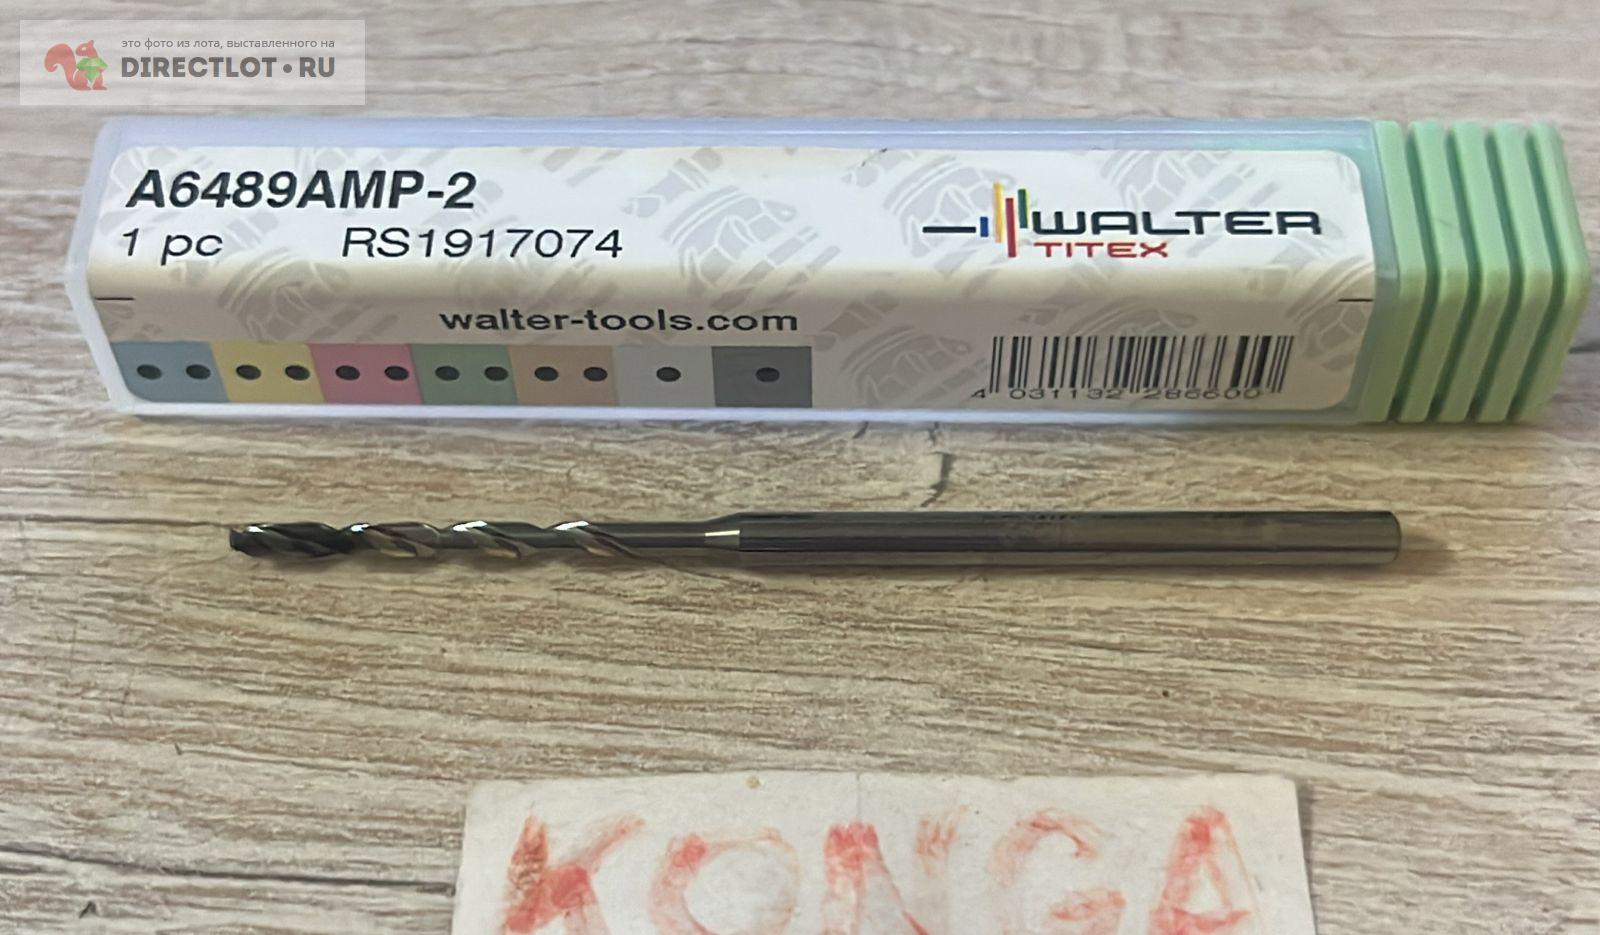 это фото из лота, выставленного на
DIRECTLOT.RU
A6489AMP-2
1 pc RS1917074
WALTER
TITEX
walter-tools.com
4 031132 286600
KONGA